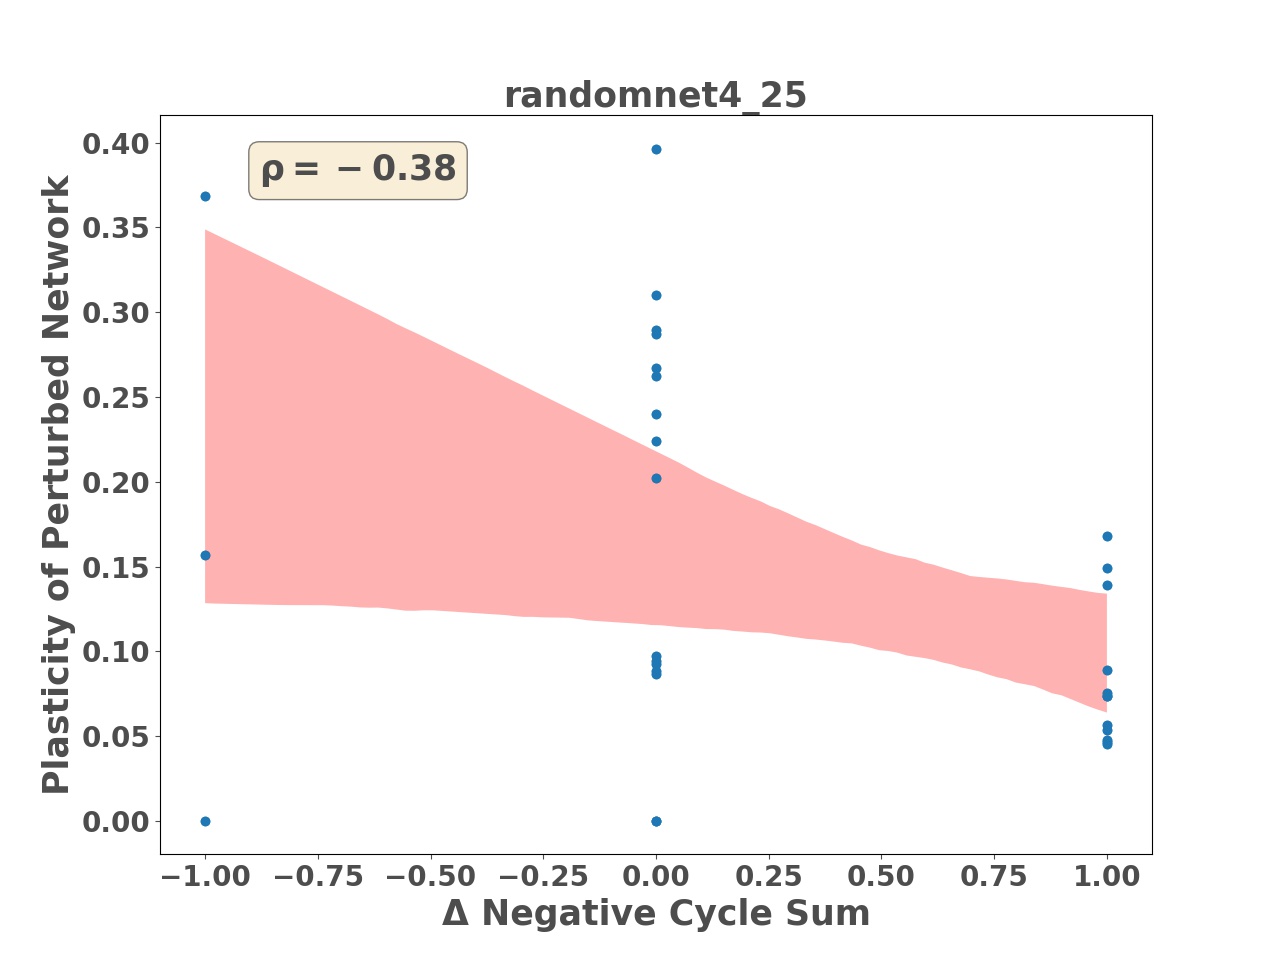 randomnet4_25
ρ = − 0.38
Plasticity of Perturbed Network
0.40
0.35
0.30
0.25
0.20
0.15
0.10
0.05
0.00
−1.00 −0.75 −0.50 −0.25 0.00 0.25 0.50 0.75 1.00
Δ Negative Cycle Sum